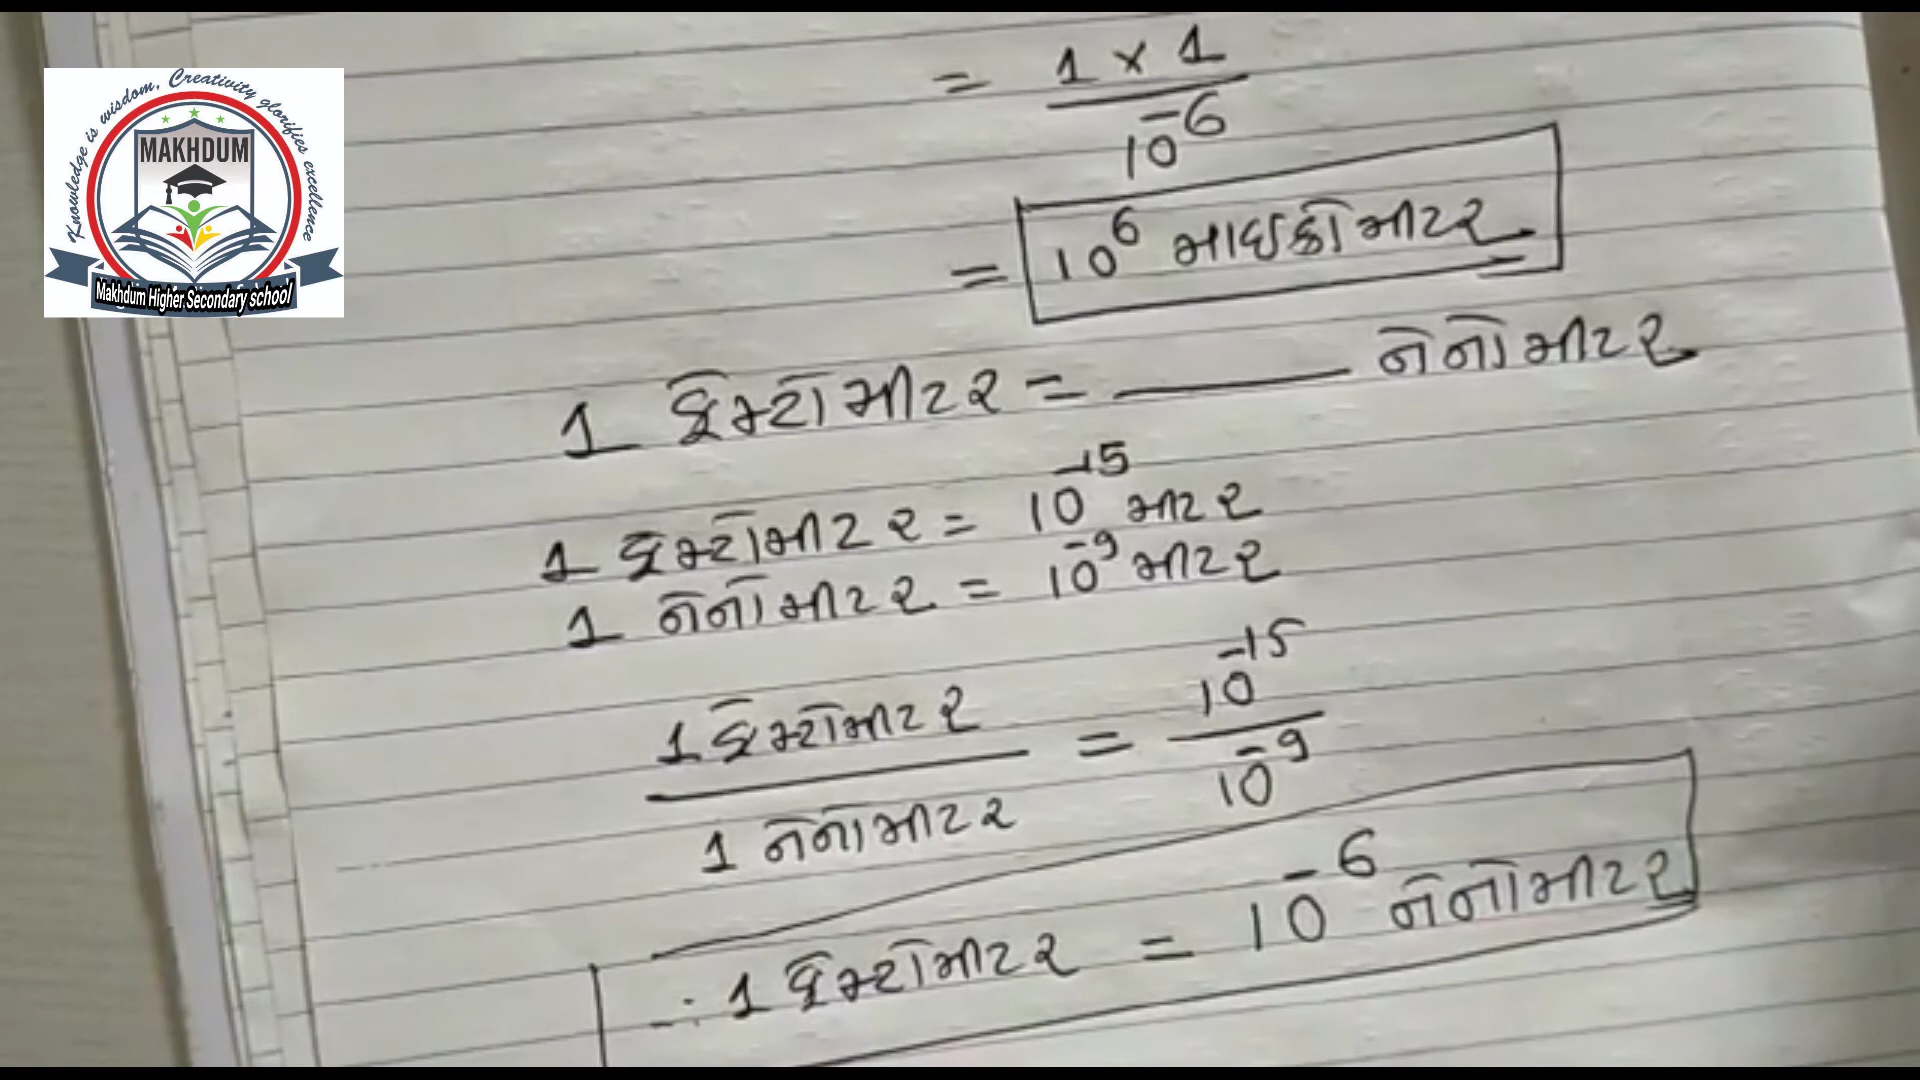 Knowledge is wisdom, Creativity glorifies excellence
MAKHDUM
Makhdum Higher Secondary school
= 1 × 1 / 10⁻⁶
= 10⁶ માઇક્રોમીટર
1 ફેમ્ટોમીટર = ______ નેનોમીટર
1 ફેમ્ટોમીટર = 10⁻¹⁵ મીટર
1 નેનોમીટર = 10⁻⁹ મીટર
1 ફેમ્ટોમીટર / 1 નેનોમીટર = 10⁻¹⁵ / 10⁻⁹
∴ 1 ફેમ્ટોમીટર = 10⁻⁶ નેનોમીટર